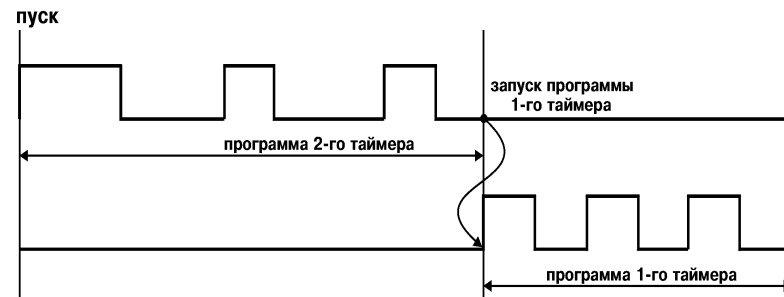 пуск
запуск программы
1-го таймера
программа 2-го таймера
программа 1-го таймера